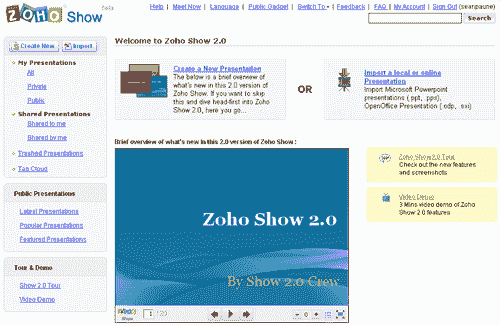 ZOHO Show
Beta
Hello | Meet Now | Language | Public Gadget | Switch To | Feedback | FAQ | My Account | Sign Out (seanpaune)
Search
Create New
Import
My Presentations
All
Private
Public
Shared Presentations
Shared to me
Shared by me
Trashed Presentations
Tag Cloud
Public Presentations
Latest Presentations
Popular Presentations
Featured Presentations
Tour & Demo
Show 2.0 Tour
Video Demo
Welcome to Zoho Show 2.0
Create a New Presentation
The below is a brief overview of
what's new in this 2.0 version of
Zoho Show. If you want to skip
this and dive head-first into Zoho
Show 2.0, here you go...
OR
Import a local or online
Presentation
Import Microsoft Powerpoint
presentations (.ppt, .pps),
OpenOffice Presentation (.odp, .sxi)
Brief overview of what's new in this 2.0 version of Zoho Show :
Zoho Show 2.0
By Show 2.0 Crew
Show
1 / 20
0
Zoho Show 2.0 Tour
Check out the new features
and screenshots
Video Demo
3 Mins video demo of Zoho
Show 2.0 features